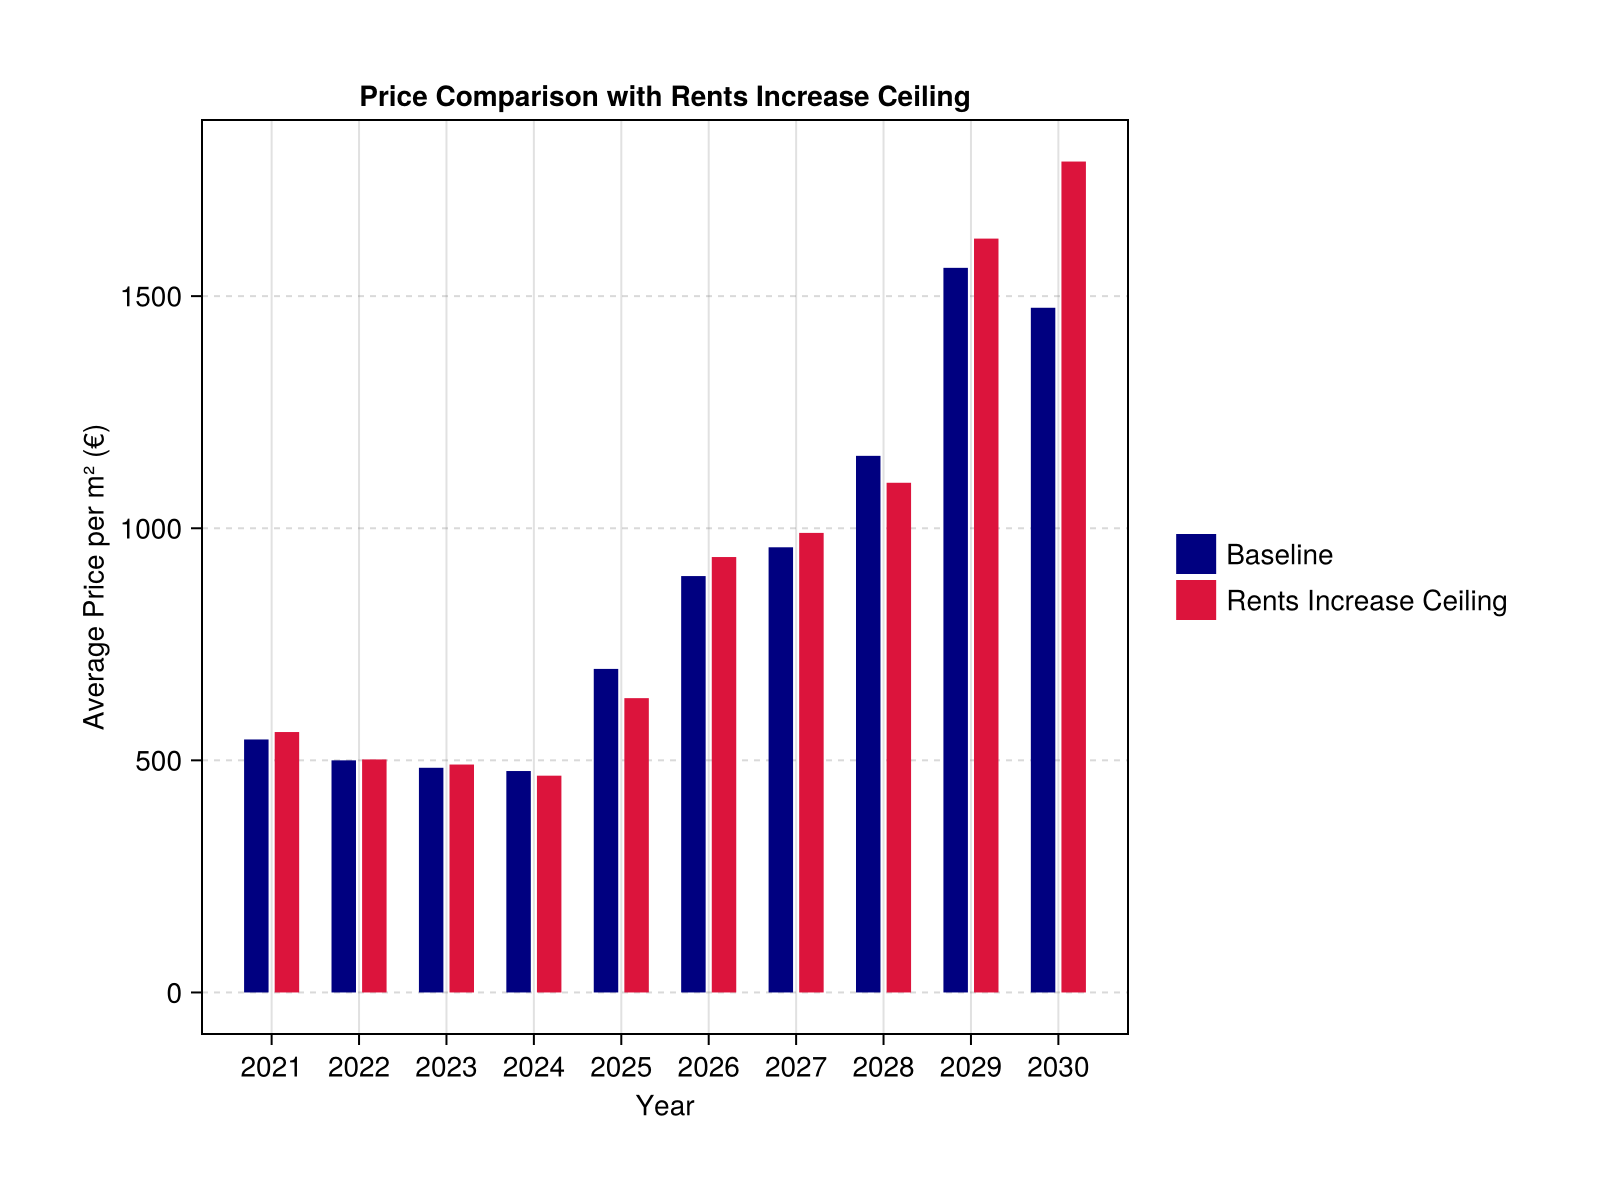 Price Comparison with Rents Increase Ceiling
Average Price per m² (€)
1500
1000
500
0
2021 2022 2023 2024 2025 2026 2027 2028 2029 2030
Year
Baseline
Rents Increase Ceiling